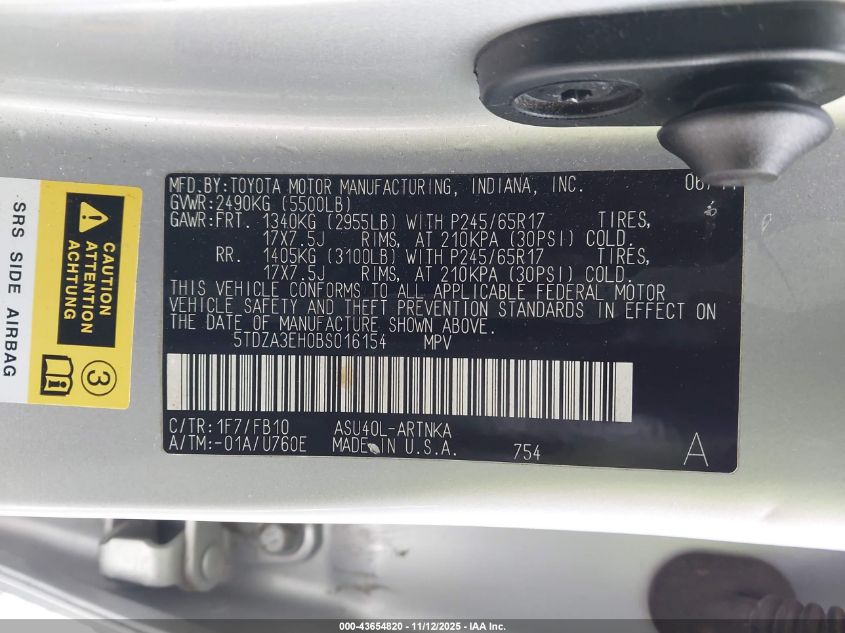 MFD.BY:TOYOTA MOTOR MANUFACTURING, INDIANA, INC.
GVWR:2490KG (5500LB)
GAWR:FRT. 1340KG (2955LB) WITH P245/65R17 TIRES,
17X7.5J RIMS, AT 210KPA (30PSI) COLD.
RR. 1405KG (3100LB) WITH P245/65R17 TIRES,
17X7.5J RIMS, AT 210KPA (30PSI) COLD.
THIS VEHICLE CONFORMS TO ALL APPLICABLE FEDERAL MOTOR
VEHICLE SAFETY AND THEFT PREVENTION STANDARDS IN EFFECT ON
THE DATE OF MANUFACTURE SHOWN ABOVE.
5TDZA3EH0BS016154 MPV
C/TR:1F7/FB10 ASU40L-ARTNKA
A/TM:-01A/U760E MADE IN U.S.A. 754 A
CAUTION
ATTENTION
ACHTUNG
3
SRS SIDE AIRBAG
000-43654820 - 11/12/2025 - IAA Inc.